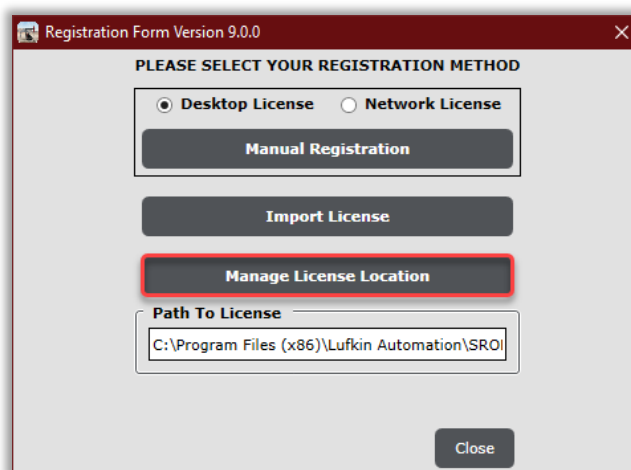 Registration Form Version 9.0.0
PLEASE SELECT YOUR REGISTRATION METHOD
Desktop License Network License
Manual Registration
Import License
Manage License Location
Path To License
C:\Program Files (x86)\Lufkin Automation\SROI
Close